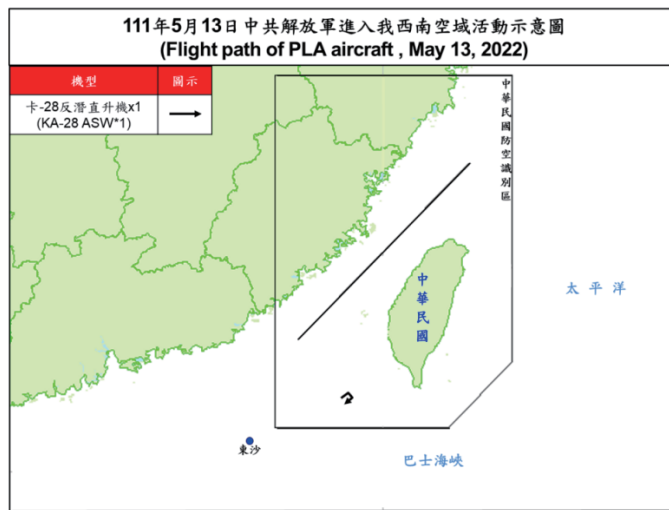 111年5月13日中共解放軍進入我西南空域活動示意圖
(Flight path of PLA aircraft , May 13, 2022)
機型
圖示
卡-28反潛直升機x1
(KA-28 ASW*1)
中華民國防空識別區
中華民國
太平洋
東沙
巴士海峽